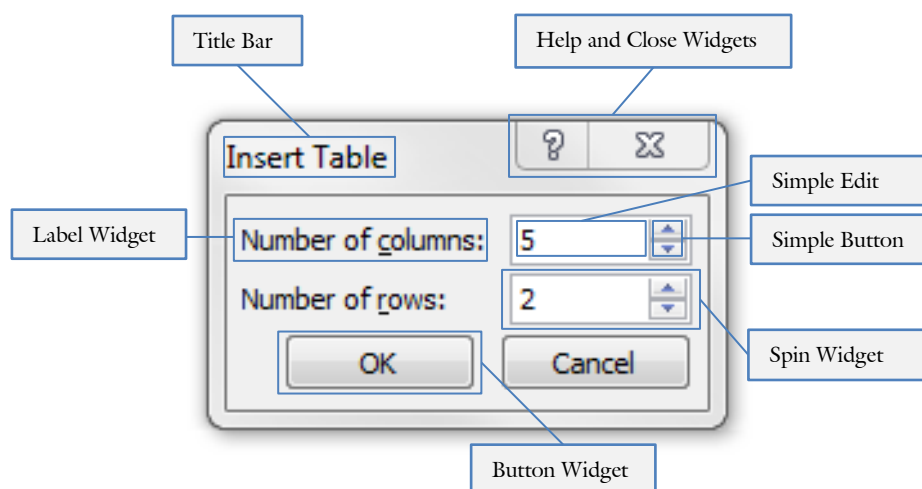 Title Bar
Help and Close Widgets
Insert Table
Simple Edit
Label Widget
Number of columns:
5
Simple Button
Number of rows:
2
Spin Widget
OK
Cancel
Button Widget